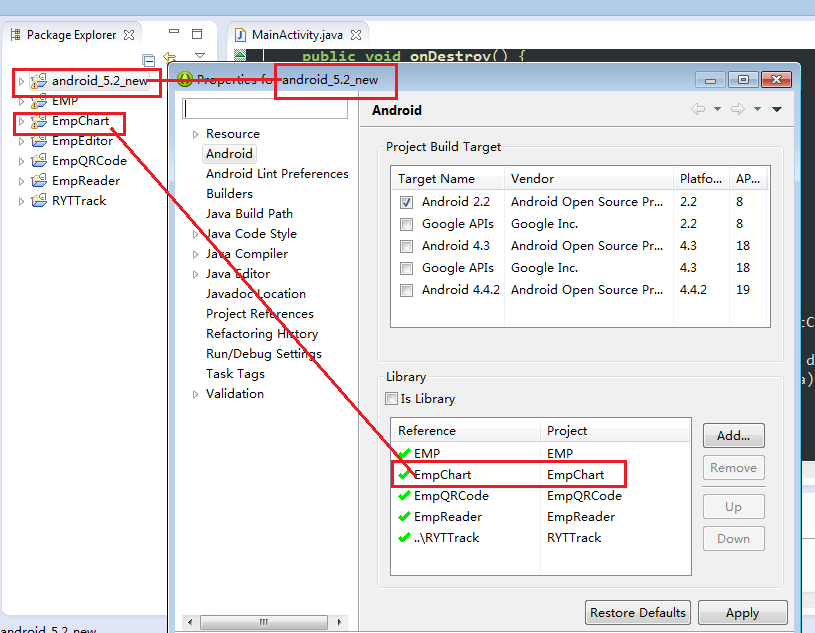 Package Explorer
MainActivity.java
public void onDestroy() {
android_5.2_new
EMP
EmpChart
EmpEditor
EmpQRCode
EmpReader
RYTTrack
Properties for android_5.2_new
Resource
Android
Android Lint Preferences
Builders
Java Build Path
Java Code Style
Java Compiler
Java Editor
Javadoc Location
Project References
Refactoring History
Run/Debug Settings
Task Tags
Validation
Android
Project Build Target
Target Name Vendor Platfo... AP...
Android 2.2 Android Open Source Pr... 2.2 8
Google APIs Google Inc. 2.2 8
Android 4.3 Android Open Source Pr... 4.3 18
Google APIs Google Inc. 4.3 18
Android 4.4.2 Android Open Source Pr... 4.4.2 19
Library
Is Library
Reference Project
EMP EMP
EmpChart EmpChart
EmpQRCode EmpQRCode
EmpReader EmpReader
..\RYTTrack RYTTrack
Add...
Remove
Up
Down
Restore Defaults Apply
android_5.2_new